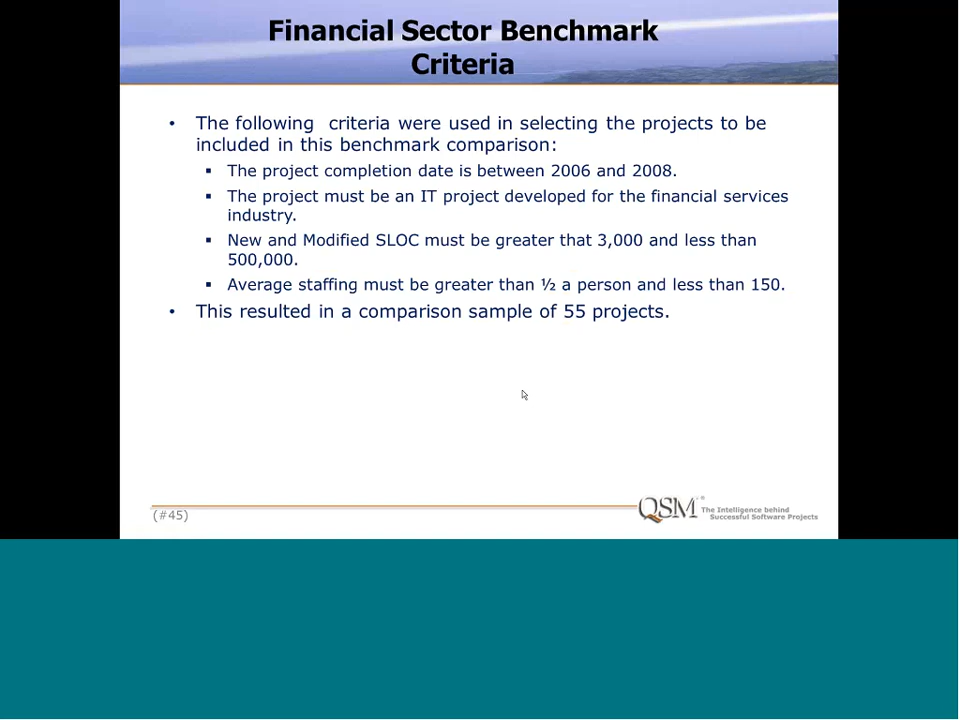 Financial Sector Benchmark
Criteria
• The following  criteria were used in selecting the projects to be
included in this benchmark comparison:
▪ The project completion date is between 2006 and 2008.
▪ The project must be an IT project developed for the financial services
industry.
▪ New and Modified SLOC must be greater that 3,000 and less than
500,000.
▪ Average staffing must be greater than ½ a person and less than 150.
• This resulted in a comparison sample of 55 projects.
(#45)
QSM® The Intelligence behind
Successful Software Projects